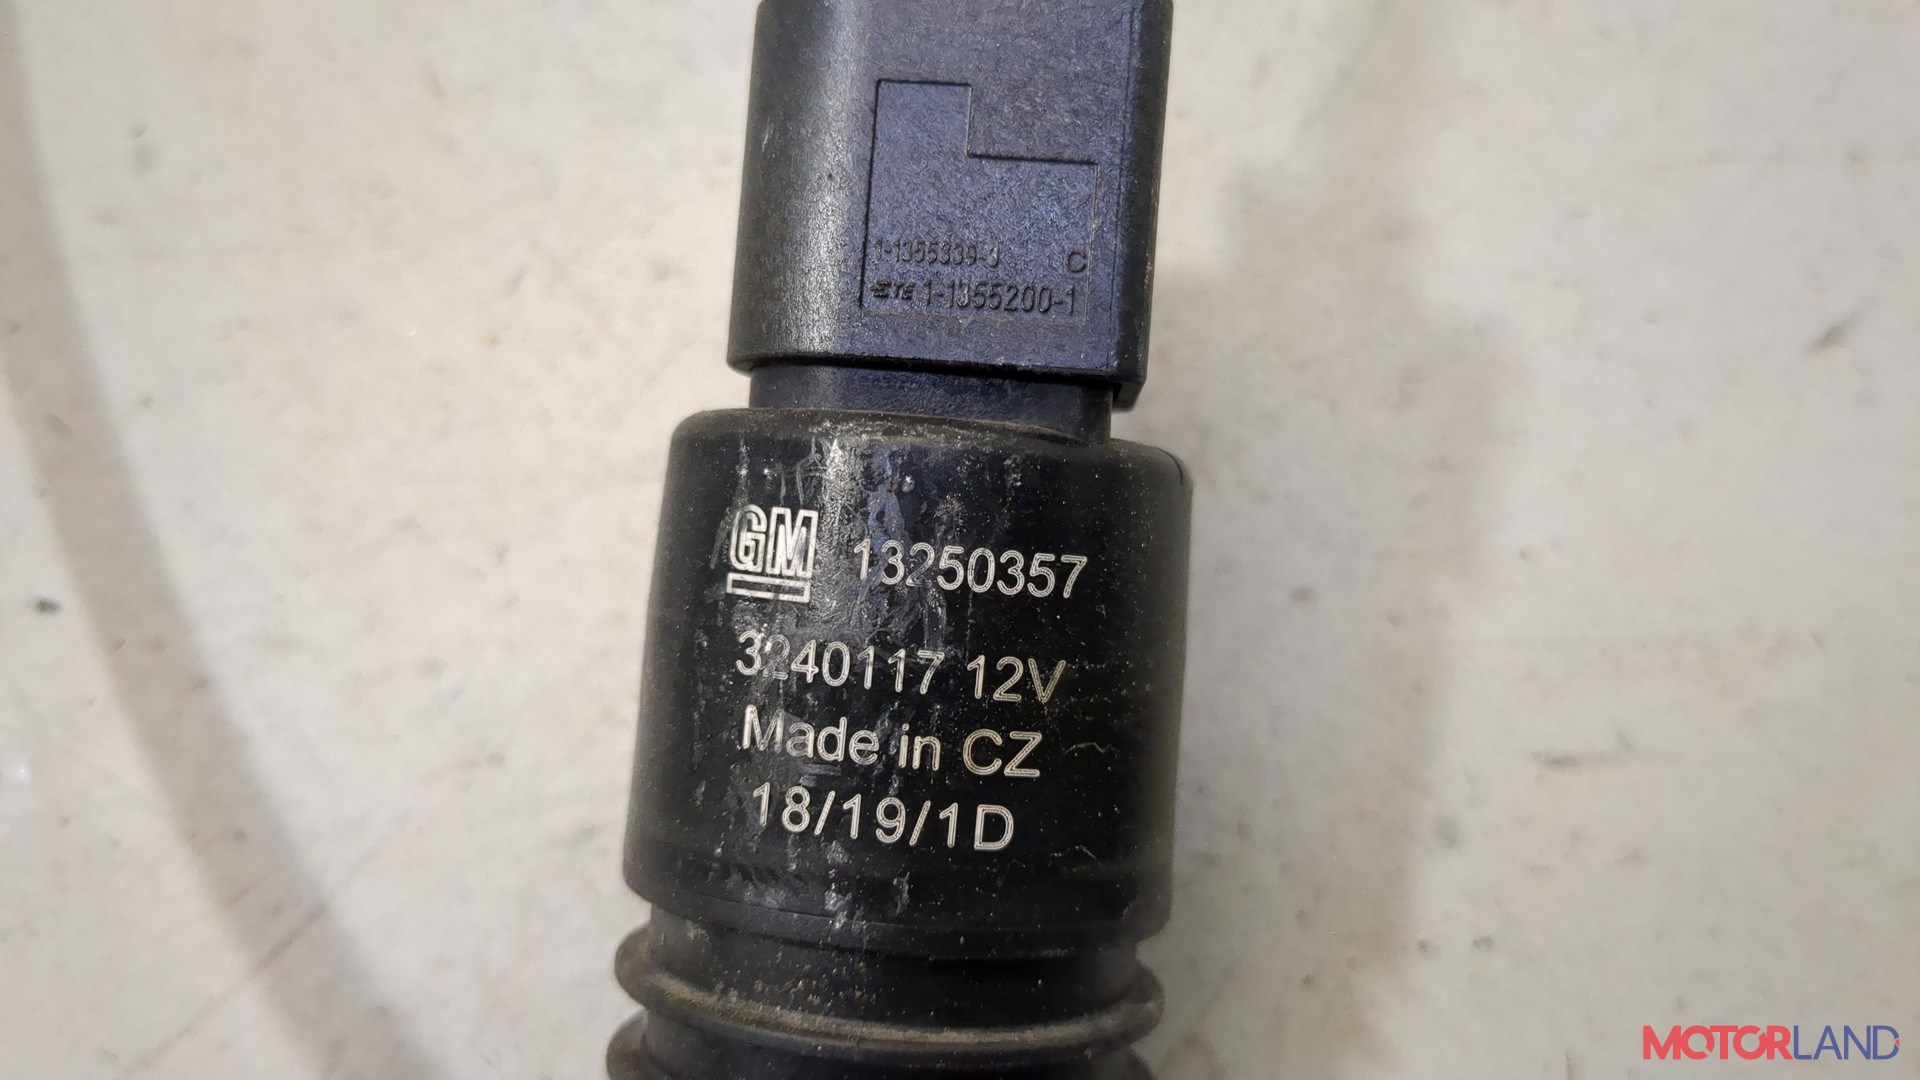 1-1355339-3 C
TE 1-1355200-1
GM 13250357
3240117 12V
Made in CZ
18/19/1D
MOTORLAND